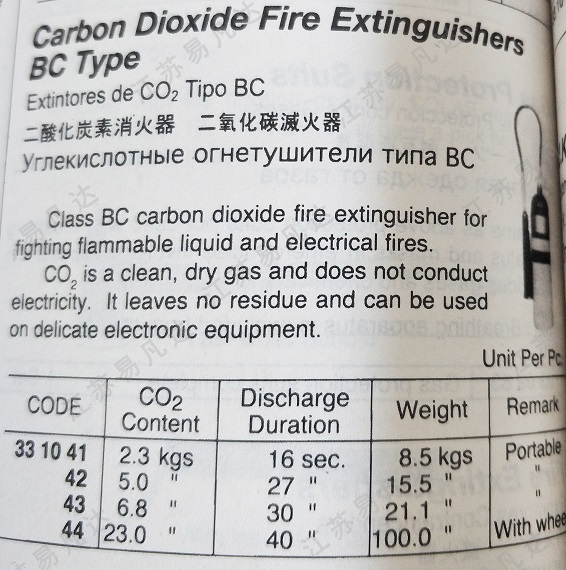 Carbon Dioxide Fire Extinguishers
BC Type
Extintores de CO₂ Tipo BC
二酸化炭素消火器 二氧化碳滅火器
Углекислотные огнетушители типа BC
Class BC carbon dioxide fire extinguisher for
fighting flammable liquid and electrical fires.
CO₂ is a clean, dry gas and does not conduct
electricity. It leaves no residue and can be used
on delicate electronic equipment.
Unit Per Pc.
CODE CO2 Content Discharge Duration Weight Remark
33 10 41 2.3 kgs 16 sec. 8.5 kgs Portable
42 5.0 " 27 " 15.5 " "
43 6.8 " 30 " 21.1 " "
44 23.0 " 40 " 100.0 " With whee
江苏易凡达